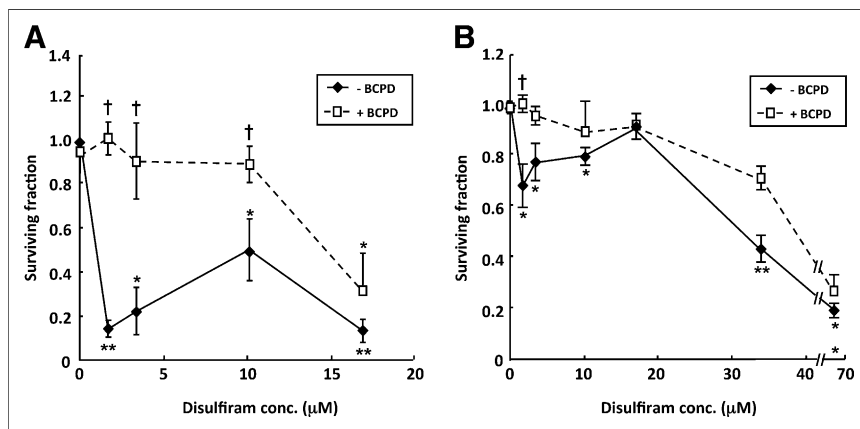 A
1.4
1.2
1.0
0.8
0.6
0.4
0.2
0
Surviving fraction
† † †
* * *
** **
- BCPD
+ BCPD
0 5 10 15 20
Disulfiram conc. (μM)
B
1.2
1.0
0.8
0.6
0.4
0.2
0
Surviving fraction
†
* * *
**
*
*
- BCPD
+ BCPD
0 10 20 30 40 70
Disulfiram conc. (μM)